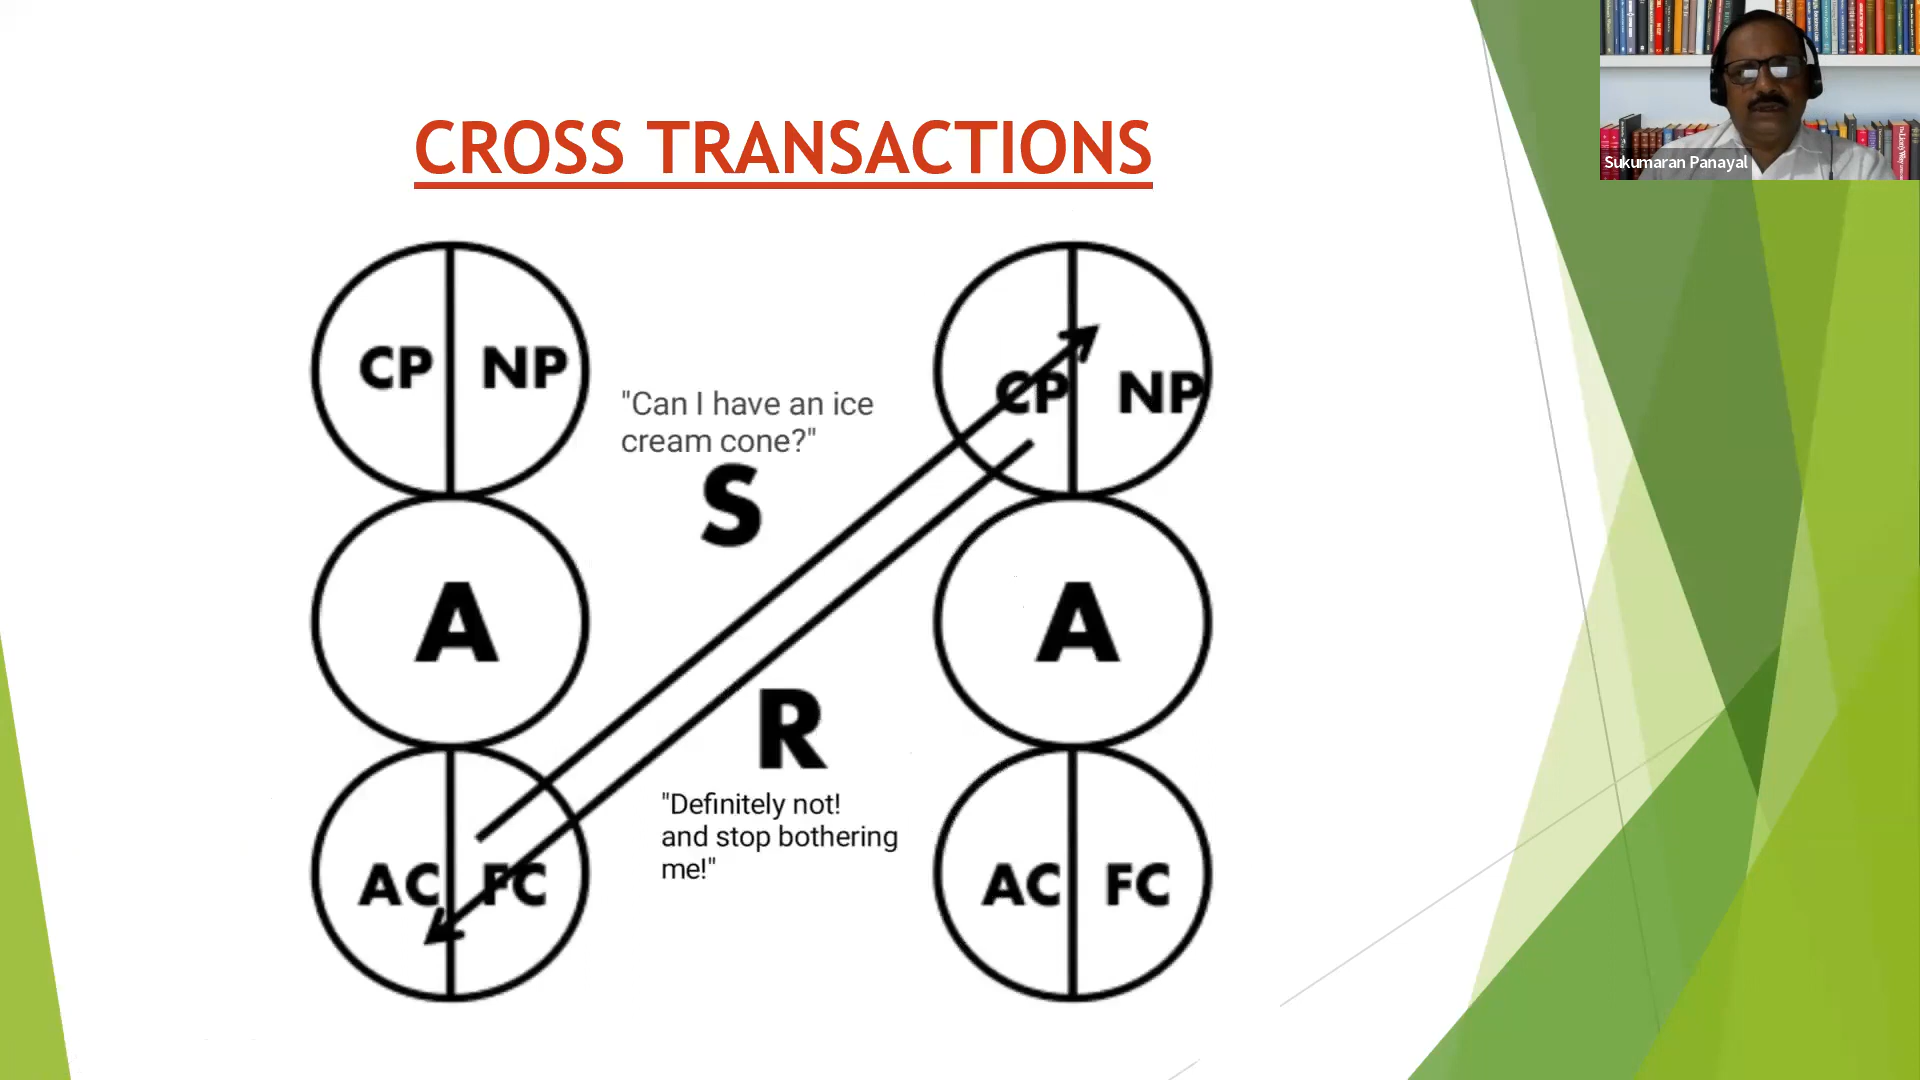 CROSS TRANSACTIONS
Sukumaran Panayal
CP NP
CP NP
"Can I have an ice
cream cone?"
S
A
A
R
"Definitely not!
and stop bothering
me!"
AC FC
AC FC